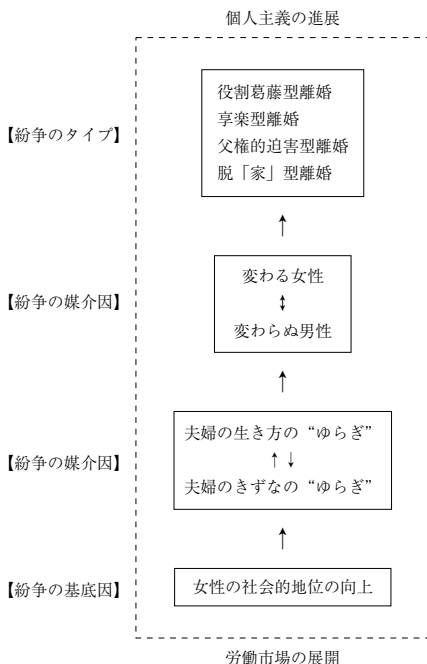 個人主義の進展
【紛争のタイプ】
役割葛藤型離婚
享楽型離婚
父権的迫害型離婚
脱「家」型離婚
↑
【紛争の媒介因】
変わる女性
↕
変わらぬ男性
↑
【紛争の媒介因】
夫婦の生き方の“ゆらぎ”
↑ ↓
夫婦のきずなの“ゆらぎ”
↑
【紛争の基底因】
女性の社会的地位の向上
労働市場の展開